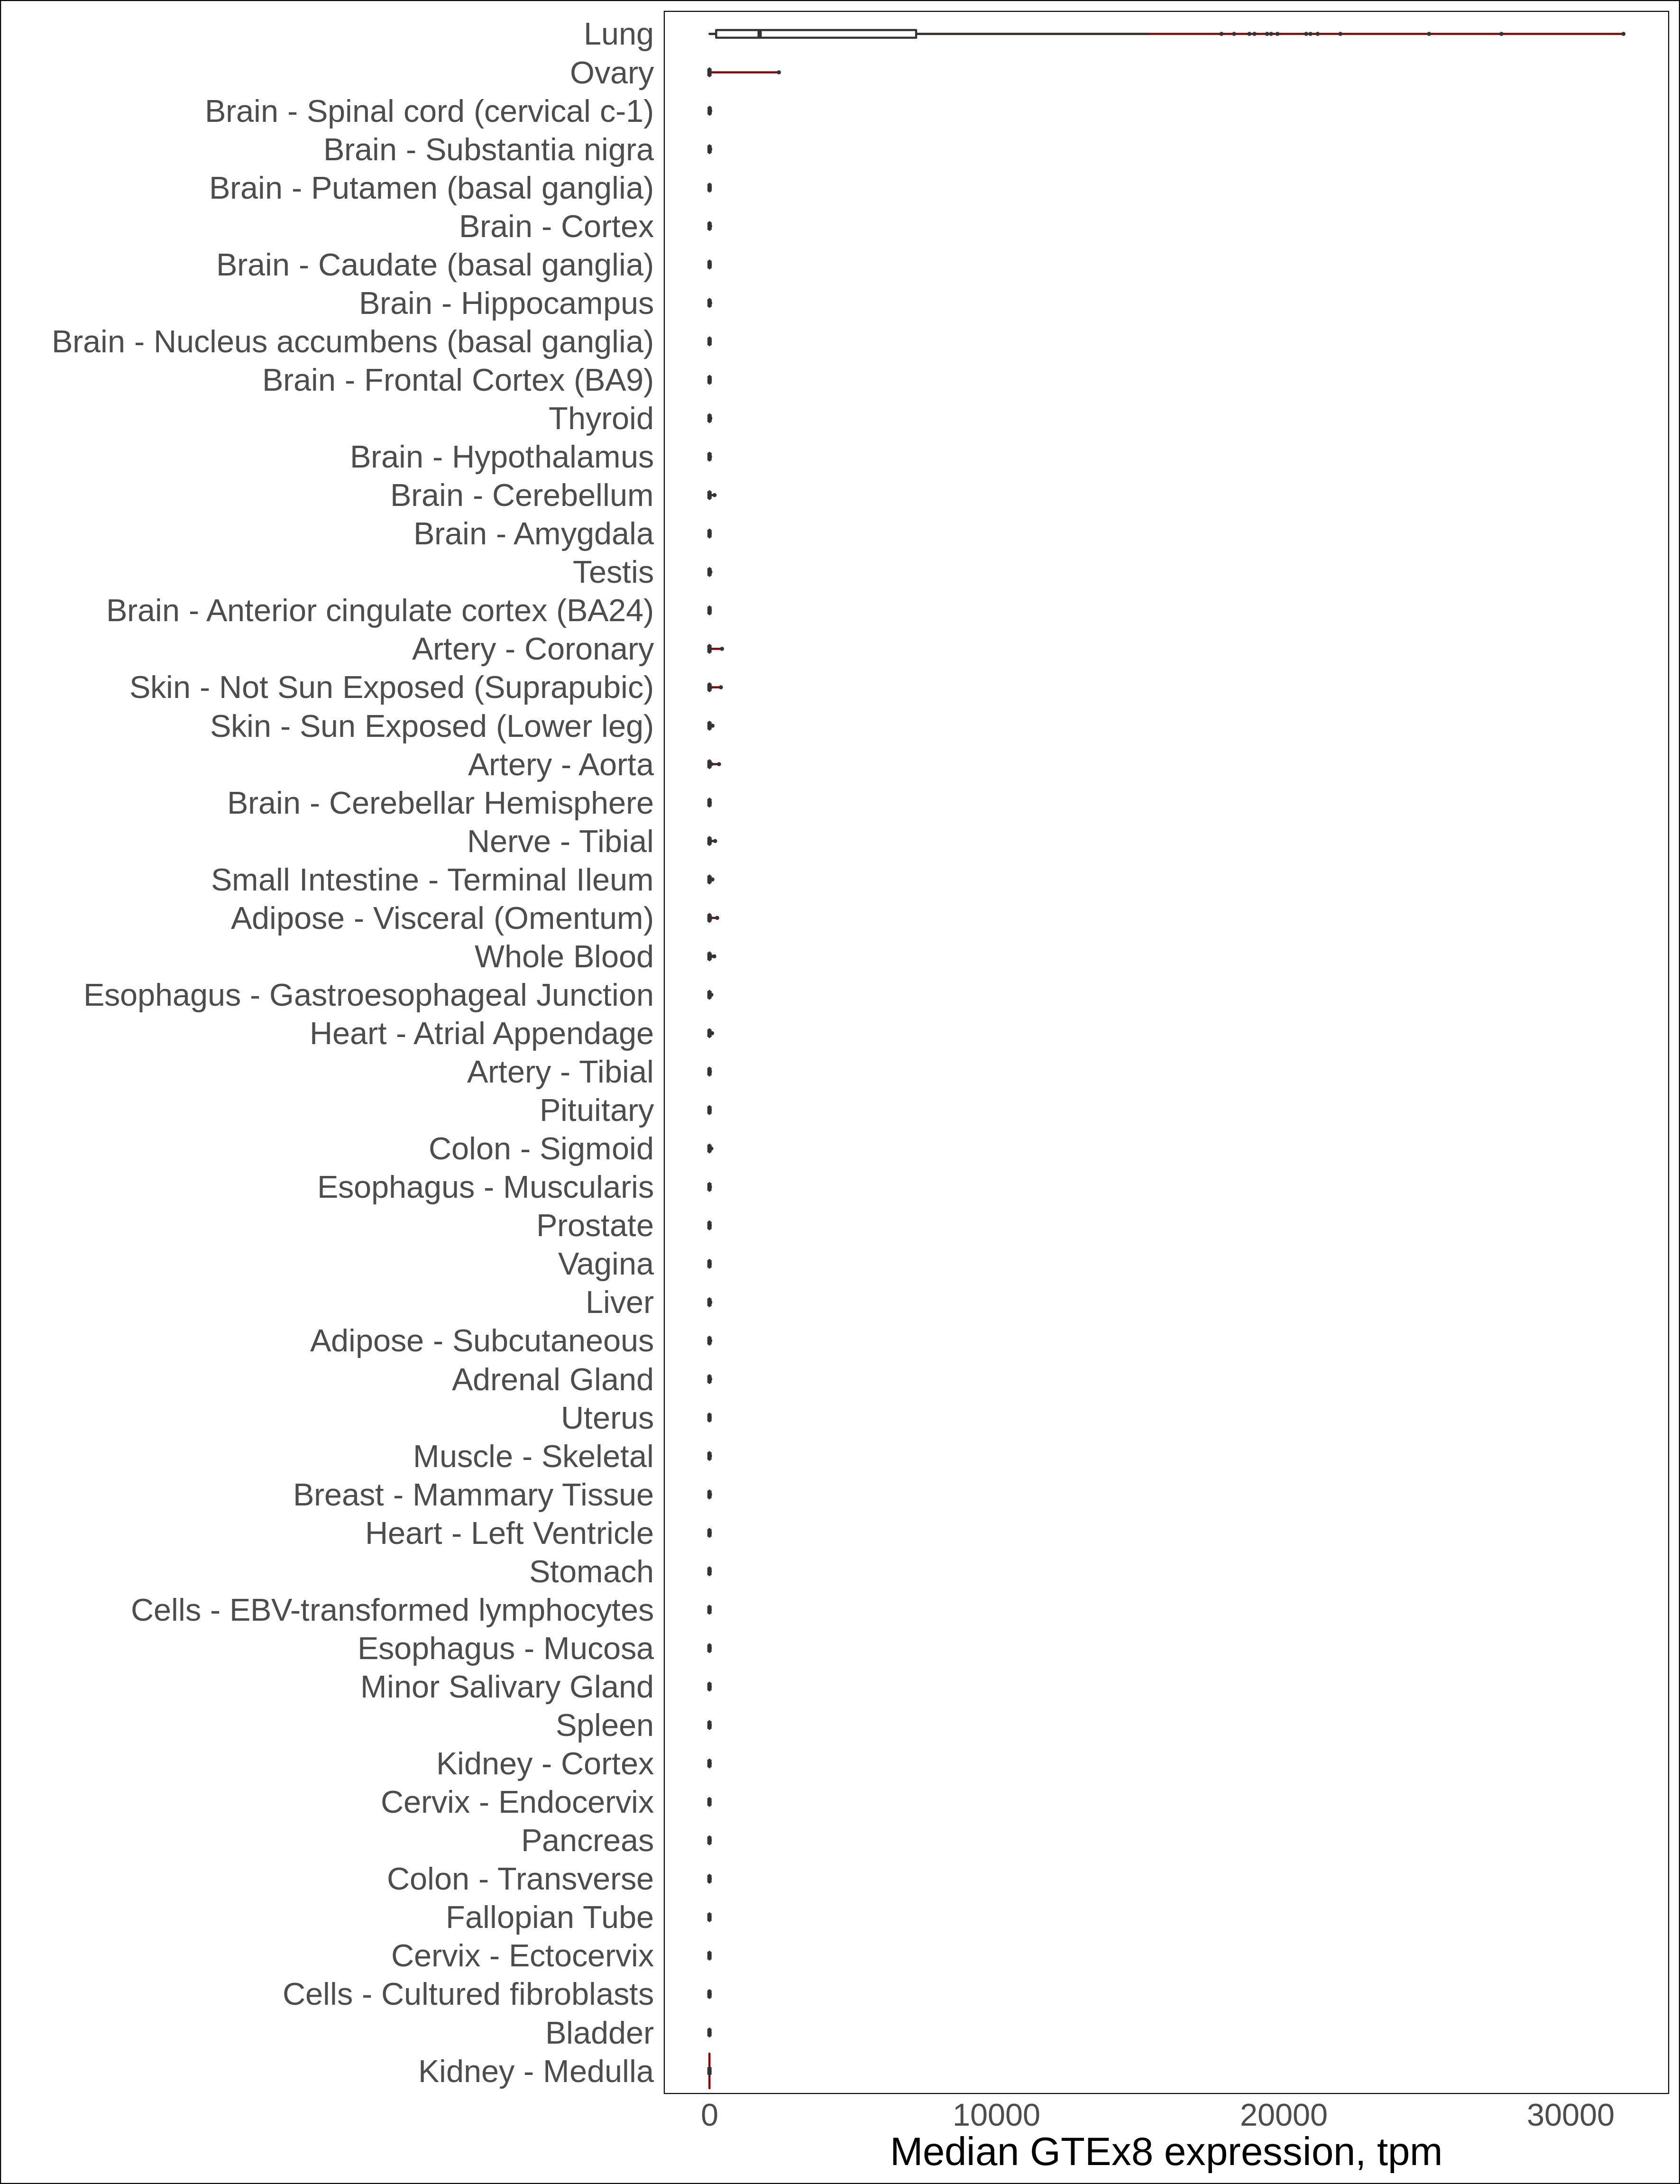 Lung
Ovary
Brain - Spinal cord (cervical c-1)
Brain - Substantia nigra
Brain - Putamen (basal ganglia)
Brain - Cortex
Brain - Caudate (basal ganglia)
Brain - Hippocampus
Brain - Nucleus accumbens (basal ganglia)
Brain - Frontal Cortex (BA9)
Thyroid
Brain - Hypothalamus
Brain - Cerebellum
Brain - Amygdala
Testis
Brain - Anterior cingulate cortex (BA24)
Artery - Coronary
Skin - Not Sun Exposed (Suprapubic)
Skin - Sun Exposed (Lower leg)
Artery - Aorta
Brain - Cerebellar Hemisphere
Nerve - Tibial
Small Intestine - Terminal Ileum
Adipose - Visceral (Omentum)
Whole Blood
Esophagus - Gastroesophageal Junction
Heart - Atrial Appendage
Artery - Tibial
Pituitary
Colon - Sigmoid
Esophagus - Muscularis
Prostate
Vagina
Liver
Adipose - Subcutaneous
Adrenal Gland
Uterus
Muscle - Skeletal
Breast - Mammary Tissue
Heart - Left Ventricle
Stomach
Cells - EBV-transformed lymphocytes
Esophagus - Mucosa
Minor Salivary Gland
Spleen
Kidney - Cortex
Cervix - Endocervix
Pancreas
Colon - Transverse
Fallopian Tube
Cervix - Ectocervix
Cells - Cultured fibroblasts
Bladder
Kidney - Medulla
0 10000 20000 30000
Median GTEx8 expression, tpm